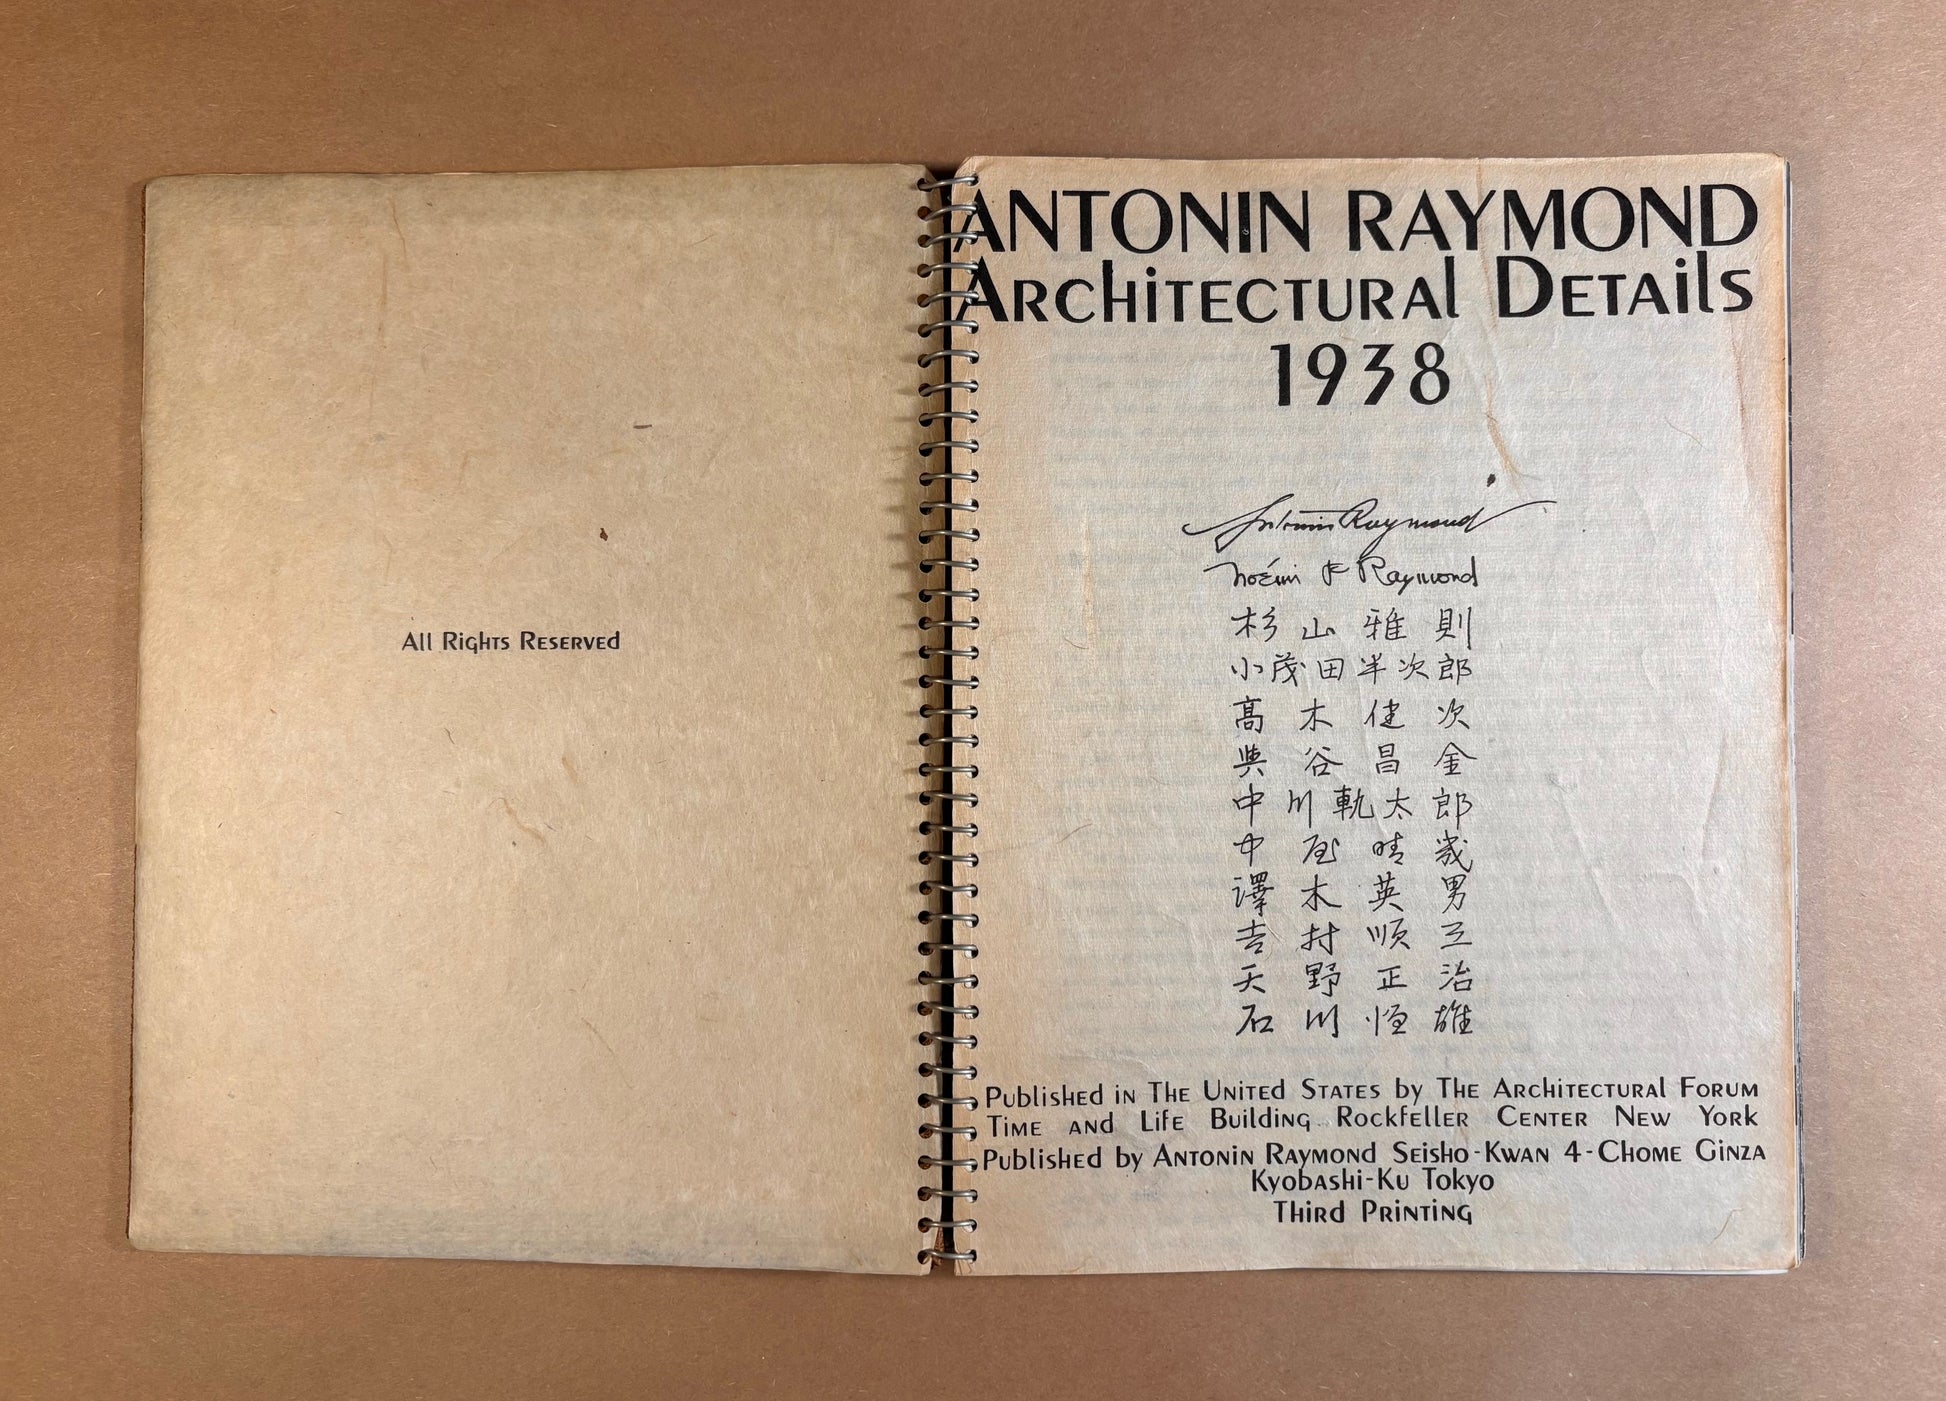 All Rights Reserved
ANTONIN RAYMOND
Architectural Details
1938
Antonin Raymond
Noémi P Raymond
杉山雅則
小茂田半次郎
高木健次
與谷昌金
中川軌太郎
中屋晴幾
澤木英男
吉村順三
天野正治
石川恒雄
Published in The United States by The Architectural Forum
Time and Life Building Rockfeller Center New York
Published by Antonin Raymond Seisho-Kwan 4-Chome Ginza
Kyobashi-Ku Tokyo
Third Printing